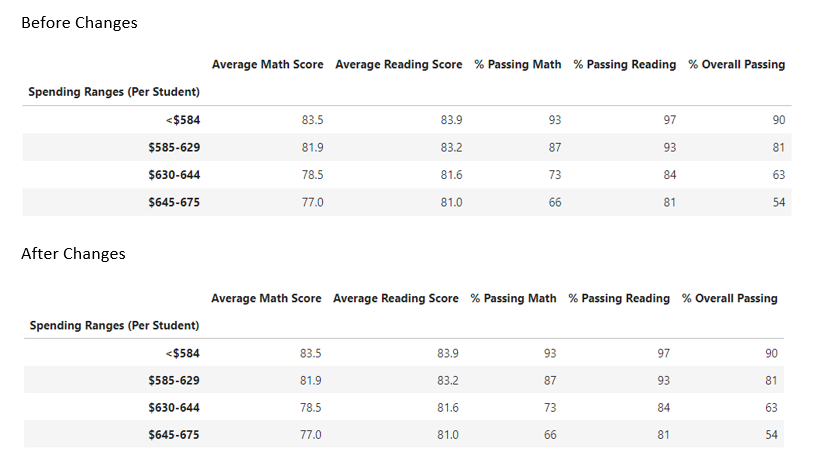 Before Changes
Average Math Score Average Reading Score % Passing Math % Passing Reading % Overall Passing
Spending Ranges (Per Student)
<$584 83.5 83.9 93 97 90
$585-629 81.9 83.2 87 93 81
$630-644 78.5 81.6 73 84 63
$645-675 77.0 81.0 66 81 54
After Changes
Average Math Score Average Reading Score % Passing Math % Passing Reading % Overall Passing
Spending Ranges (Per Student)
<$584 83.5 83.9 93 97 90
$585-629 81.9 83.2 87 93 81
$630-644 78.5 81.6 73 84 63
$645-675 77.0 81.0 66 81 54